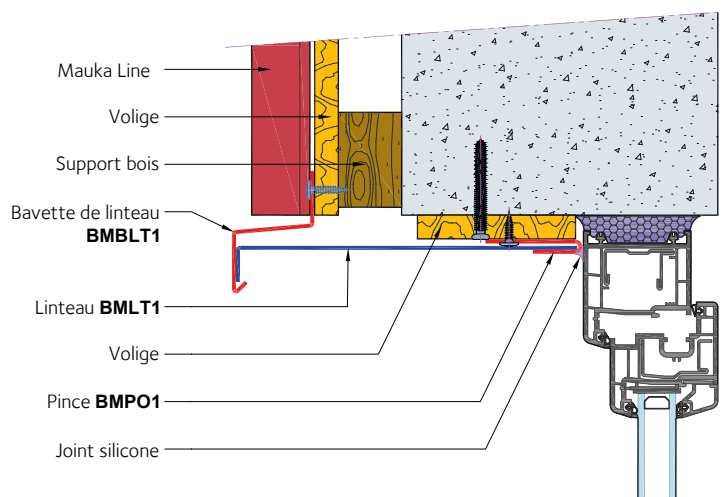 Mauka Line
Volige
Support bois
Bavette de linteau
BMBLT1
Linteau BMLT1
Volige
Pince BMPO1
Joint silicone